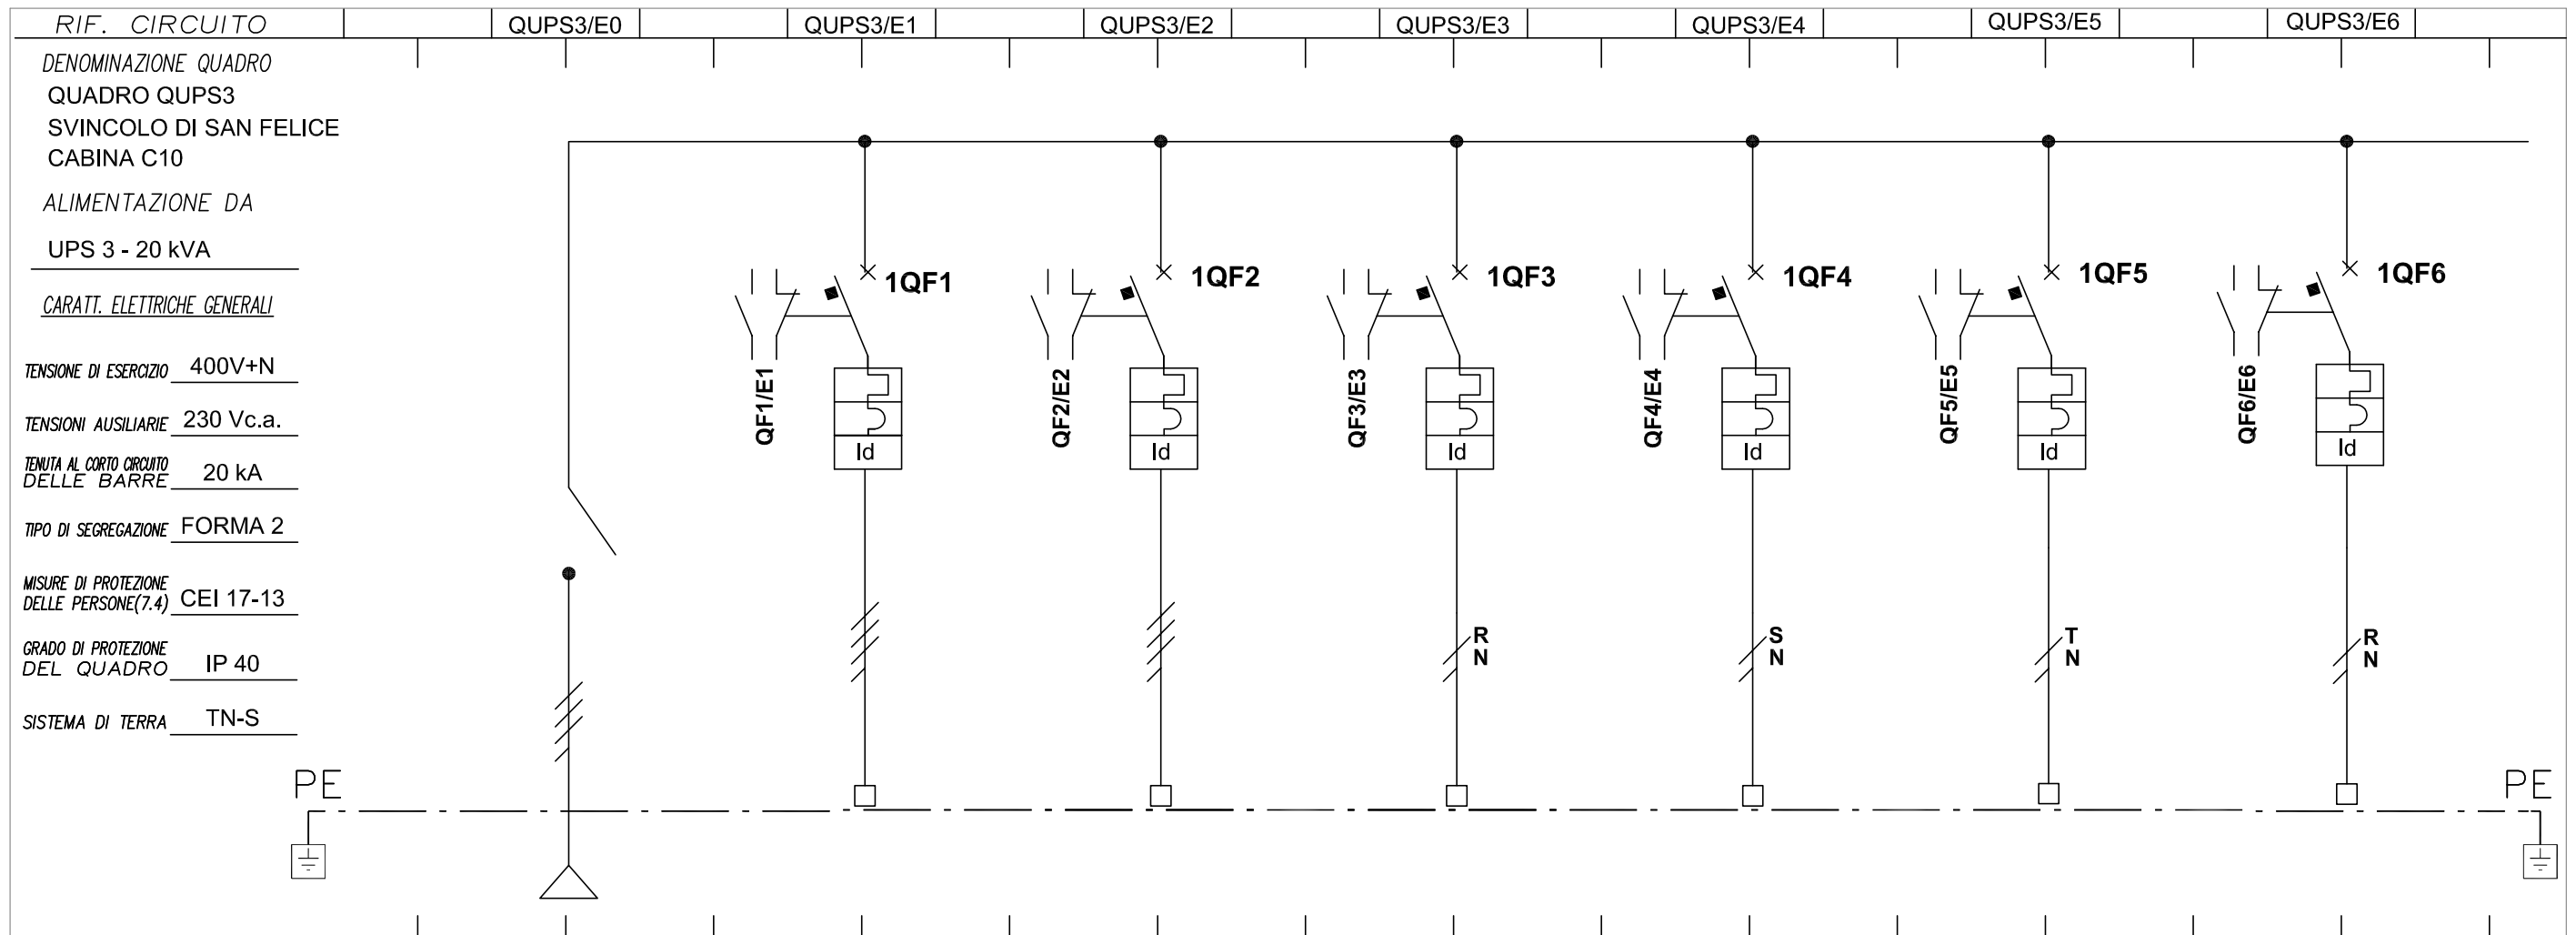 RIF. CIRCUITO QUPS3/E0 QUPS3/E1 QUPS3/E2 QUPS3/E3 QUPS3/E4 QUPS3/E5 QUPS3/E6
DENOMINAZIONE QUADRO
QUADRO QUPS3
SVINCOLO DI SAN FELICE
CABINA C10
ALIMENTAZIONE DA
UPS 3 - 20 kVA
CARATT. ELETTRICHE GENERALI
TENSIONE DI ESERCIZIO 400V+N
TENSIONI AUSILIARIE 230 Vc.a.
TENUTA AL CORTO CIRCUITO
DELLE BARRE 20 kA
TIPO DI SEGREGAZIONE FORMA 2
MISURE DI PROTEZIONE
DELLE PERSONE(7.4) CEI 17-13
GRADO DI PROTEZIONE
DEL QUADRO IP 40
SISTEMA DI TERRA TN-S
1QF1 1QF2 1QF3 1QF4 1QF5 1QF6
QF1/E1 QF2/E2 QF3/E3 QF4/E4 QF5/E5 QF6/E6
Id Id Id Id Id Id
R S T R
N N N N
PE PE